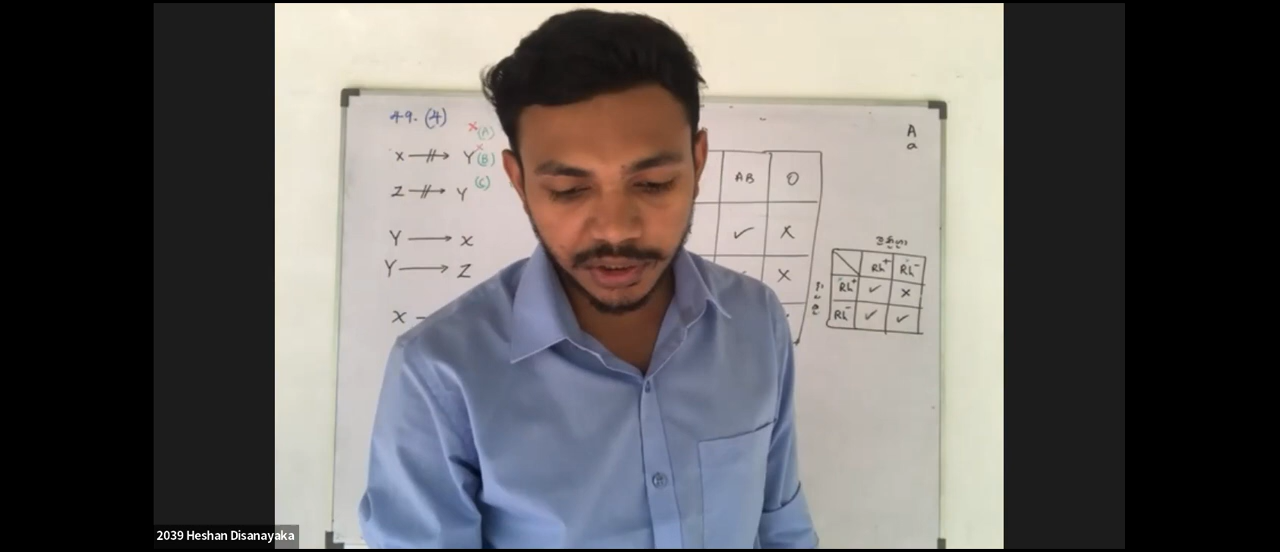 49. (4)
x (A)
X ⇸ Y x (B)
Z ⇸ Y (C)
Y → X
Y → Z
X
AB O
✓ x
x
A
a
Rh+ Rh-
Rh+ ✓ x
Rh- ✓ ✓
2039 Heshan Disanayaka